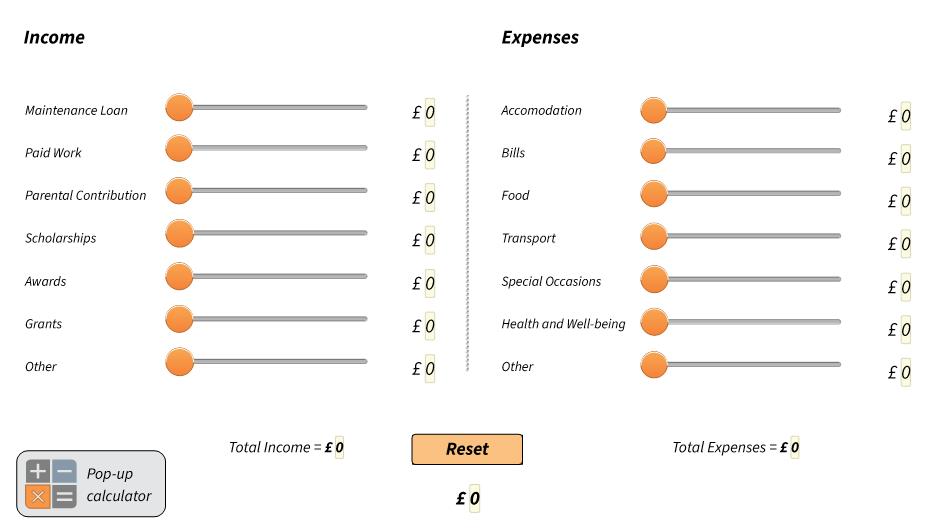 Income
Expenses
Maintenance Loan £ 0
Accomodation £ 0
Paid Work £ 0
Bills £ 0
Parental Contribution £ 0
Food £ 0
Scholarships £ 0
Transport £ 0
Awards £ 0
Special Occasions £ 0
Grants £ 0
Health and Well-being £ 0
Other £ 0
Other £ 0
Total Income = £ 0
Reset
Total Expenses = £ 0
Pop-up
calculator
£ 0